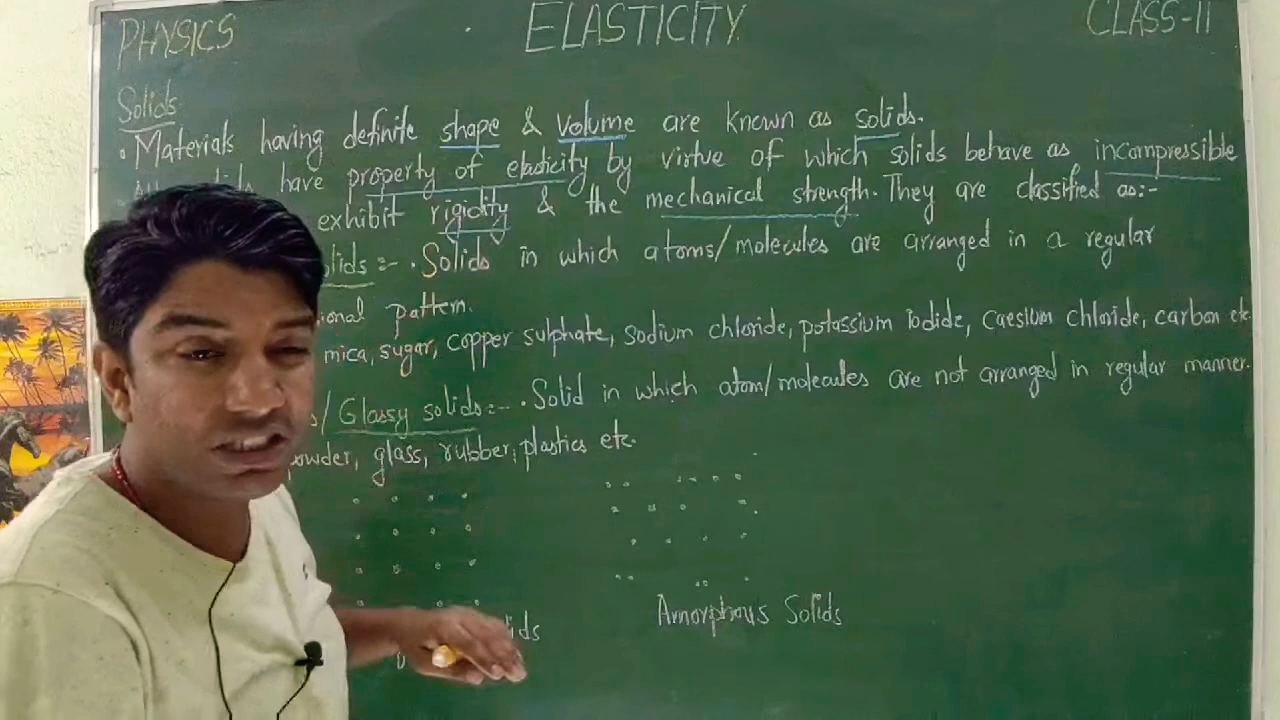 PHYSICS ELASTICITY CLASS-11
Solids
• Materials having definite shape & volume are known as solids.
have property of elasticity by virtue of which solids behave as incompressible
exhibit rigidity & the mechanical strength. They are classified as:-
:- • Solids in which atoms/molecules are arranged in a regular
pattern.
mica, sugar, copper sulphate, sodium chloride, potassium Iodide, Caesium chloride, carbon etc
/Glassy solids:- • Solid in which atom/molecules are not arranged in regular manner.
glass, rubber, plastics etc.
Amorphous Solids